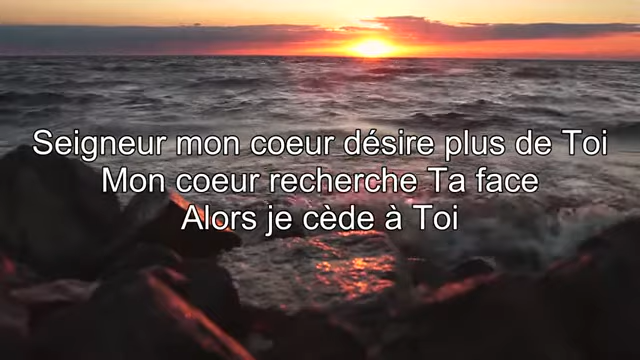 Seigneur mon coeur désire plus de Toi
Mon coeur recherche Ta face
Alors je cède à Toi